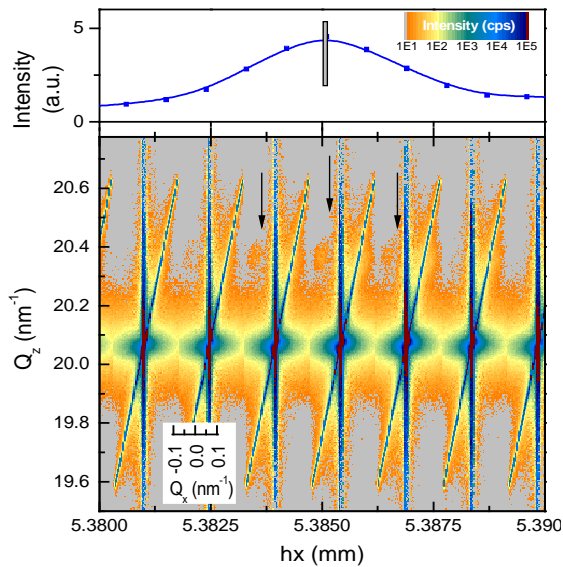 5
0
Intensity
(a.u.)
Intensity (cps)
1E1 1E2 1E3 1E4 1E5
20.6
20.4
20.2
20.0
19.8
19.6
Q_z (nm⁻¹)
-0.1 0.0 0.1
Q_x (nm⁻¹)
5.3800 5.3825 5.3850 5.3875 5.390
hx (mm)